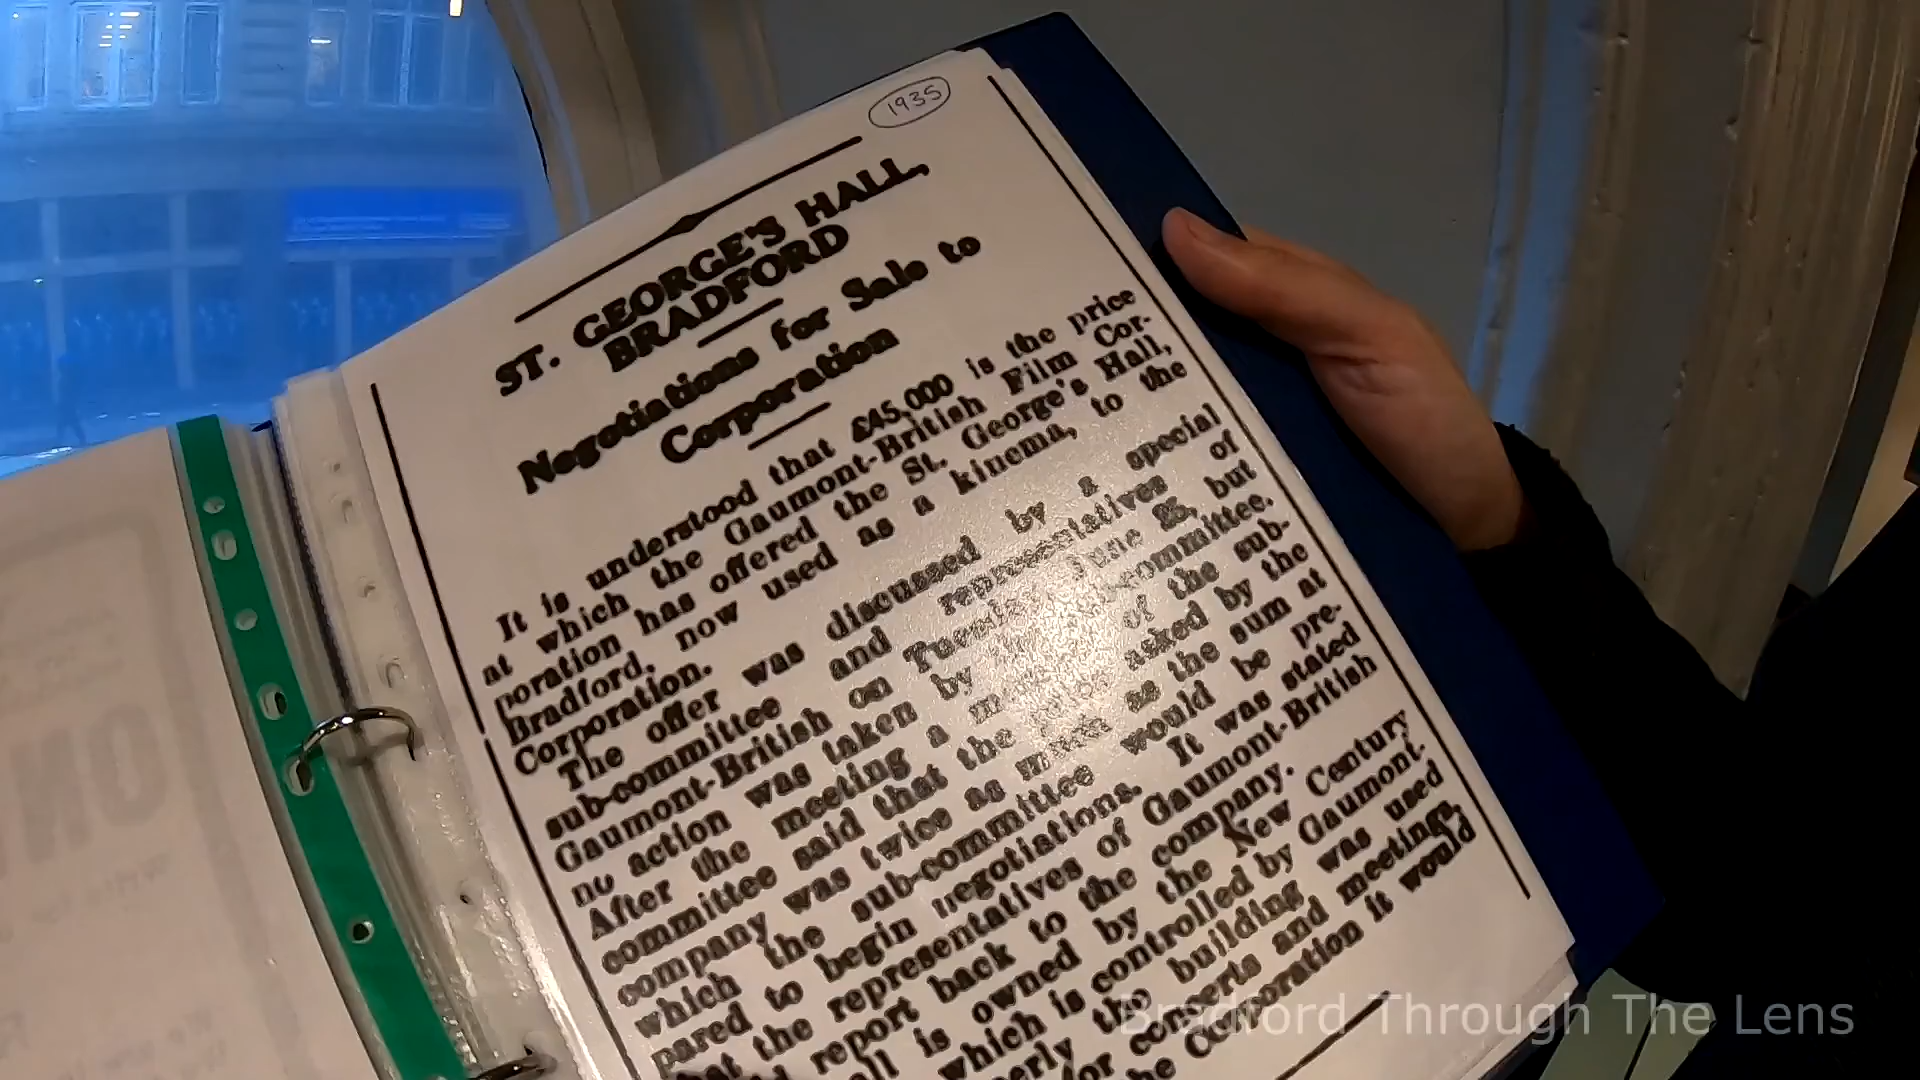 1935
ST. GEORGE'S HALL,
BRADFORD
Negotiations for Sale to
Corporation
It is understood that £45,000 is the price
at which the Gaumont-British Film Cor-
poration has offered the St. George's Hall,
Bradford, now used as a kinema, to the
Corporation.
The offer was discussed by a special
sub-committee and representatives of
Gaumont-British on Tuesday, June 25, but
no action was taken by the sub-committee.
After the meeting a member of the sub-
committee said that the price asked by the
company was twice as much as the sum at
which the sub-committee would be pre-
pared to begin negotiations. It was stated
that the representatives of Gaumont-British
report back to the company.
is owned by the New Century
which is controlled by Gaumont-
the building was used
for concerts and meetings,
the Corporation it would
Bradford Through The Lens